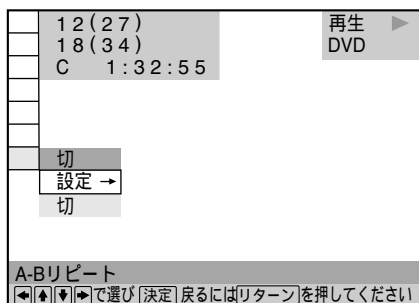 12(27)
18(34)
C 1:32:55
再生 ▶
DVD
切
設定 →
切
A-Bリピート
←↑↓→で選び 決定 戻るにはリターンを押してください